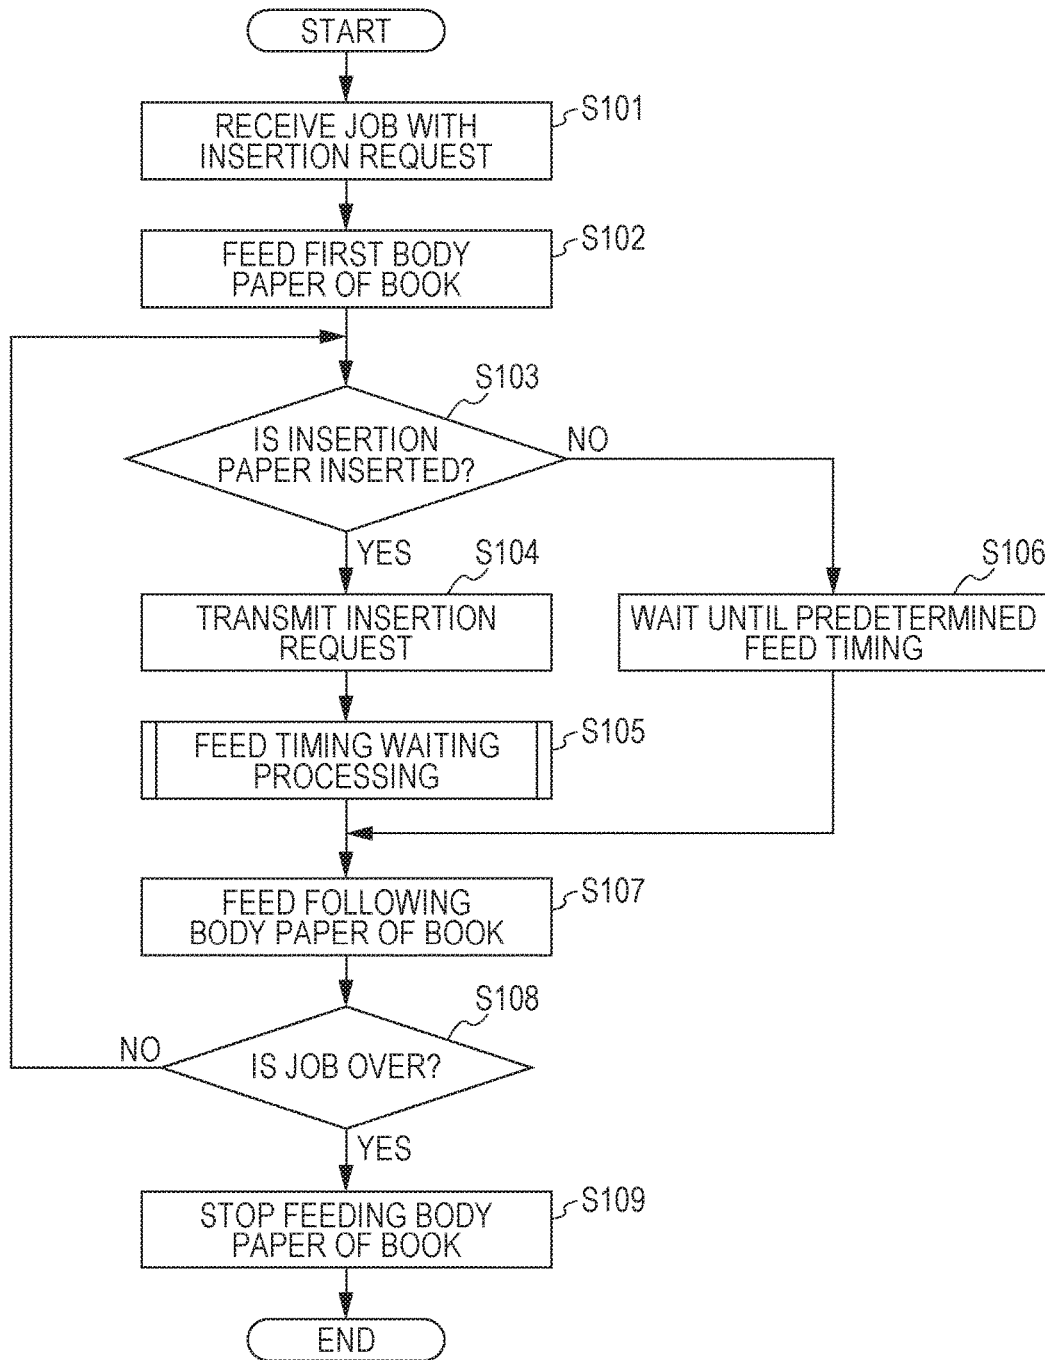 START
S101
RECEIVE JOB WITH
INSERTION REQUEST
S102
FEED FIRST BODY
PAPER OF BOOK
S103
IS INSERTION
PAPER INSERTED?
NO
YES
S104
TRANSMIT INSERTION
REQUEST
S106
WAIT UNTIL PREDETERMINED
FEED TIMING
S105
FEED TIMING WAITING
PROCESSING
S107
FEED FOLLOWING
BODY PAPER OF BOOK
S108
IS JOB OVER?
NO
YES
S109
STOP FEEDING BODY
PAPER OF BOOK
END